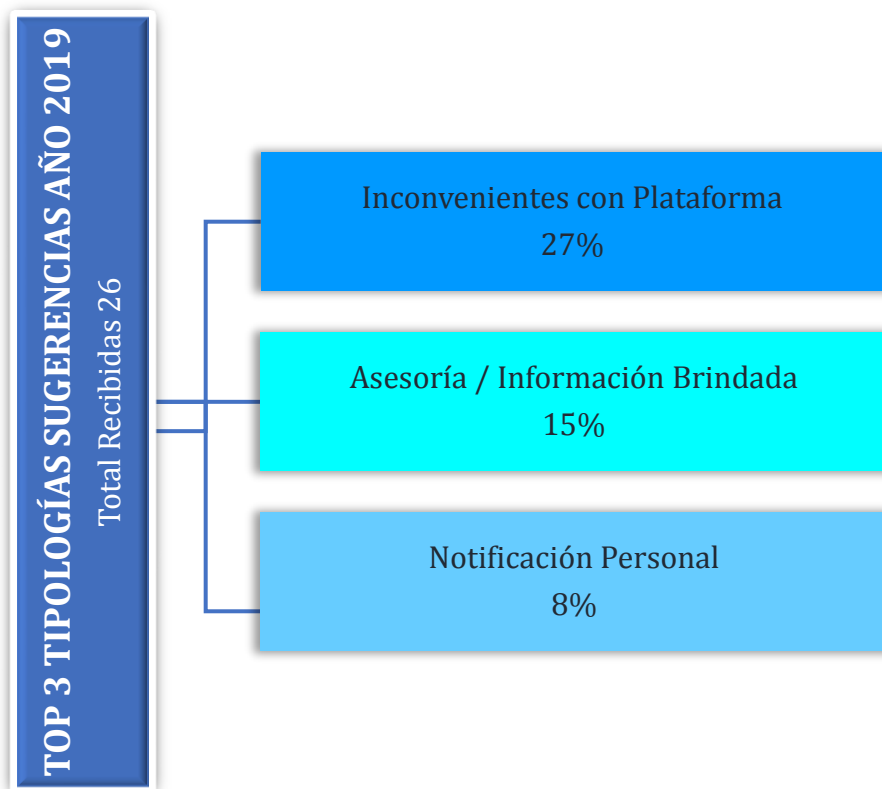 TOP 3 TIPOLOGÍAS SUGERENCIAS AÑO 2019
Total Recibidas 26
Inconvenientes con Plataforma
27%
Asesoría / Información Brindada
15%
Notificación Personal
8%